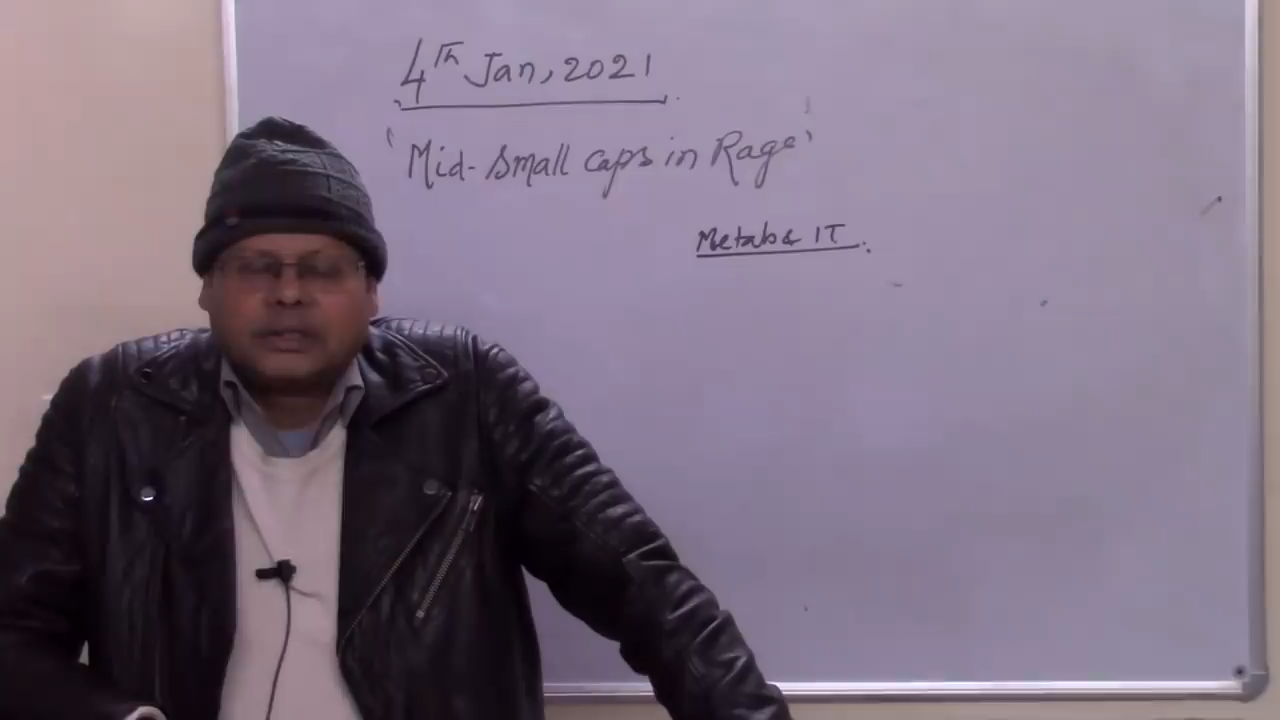 4th Jan, 2021
'Mid-Small caps in Rage'
Metals & IT.